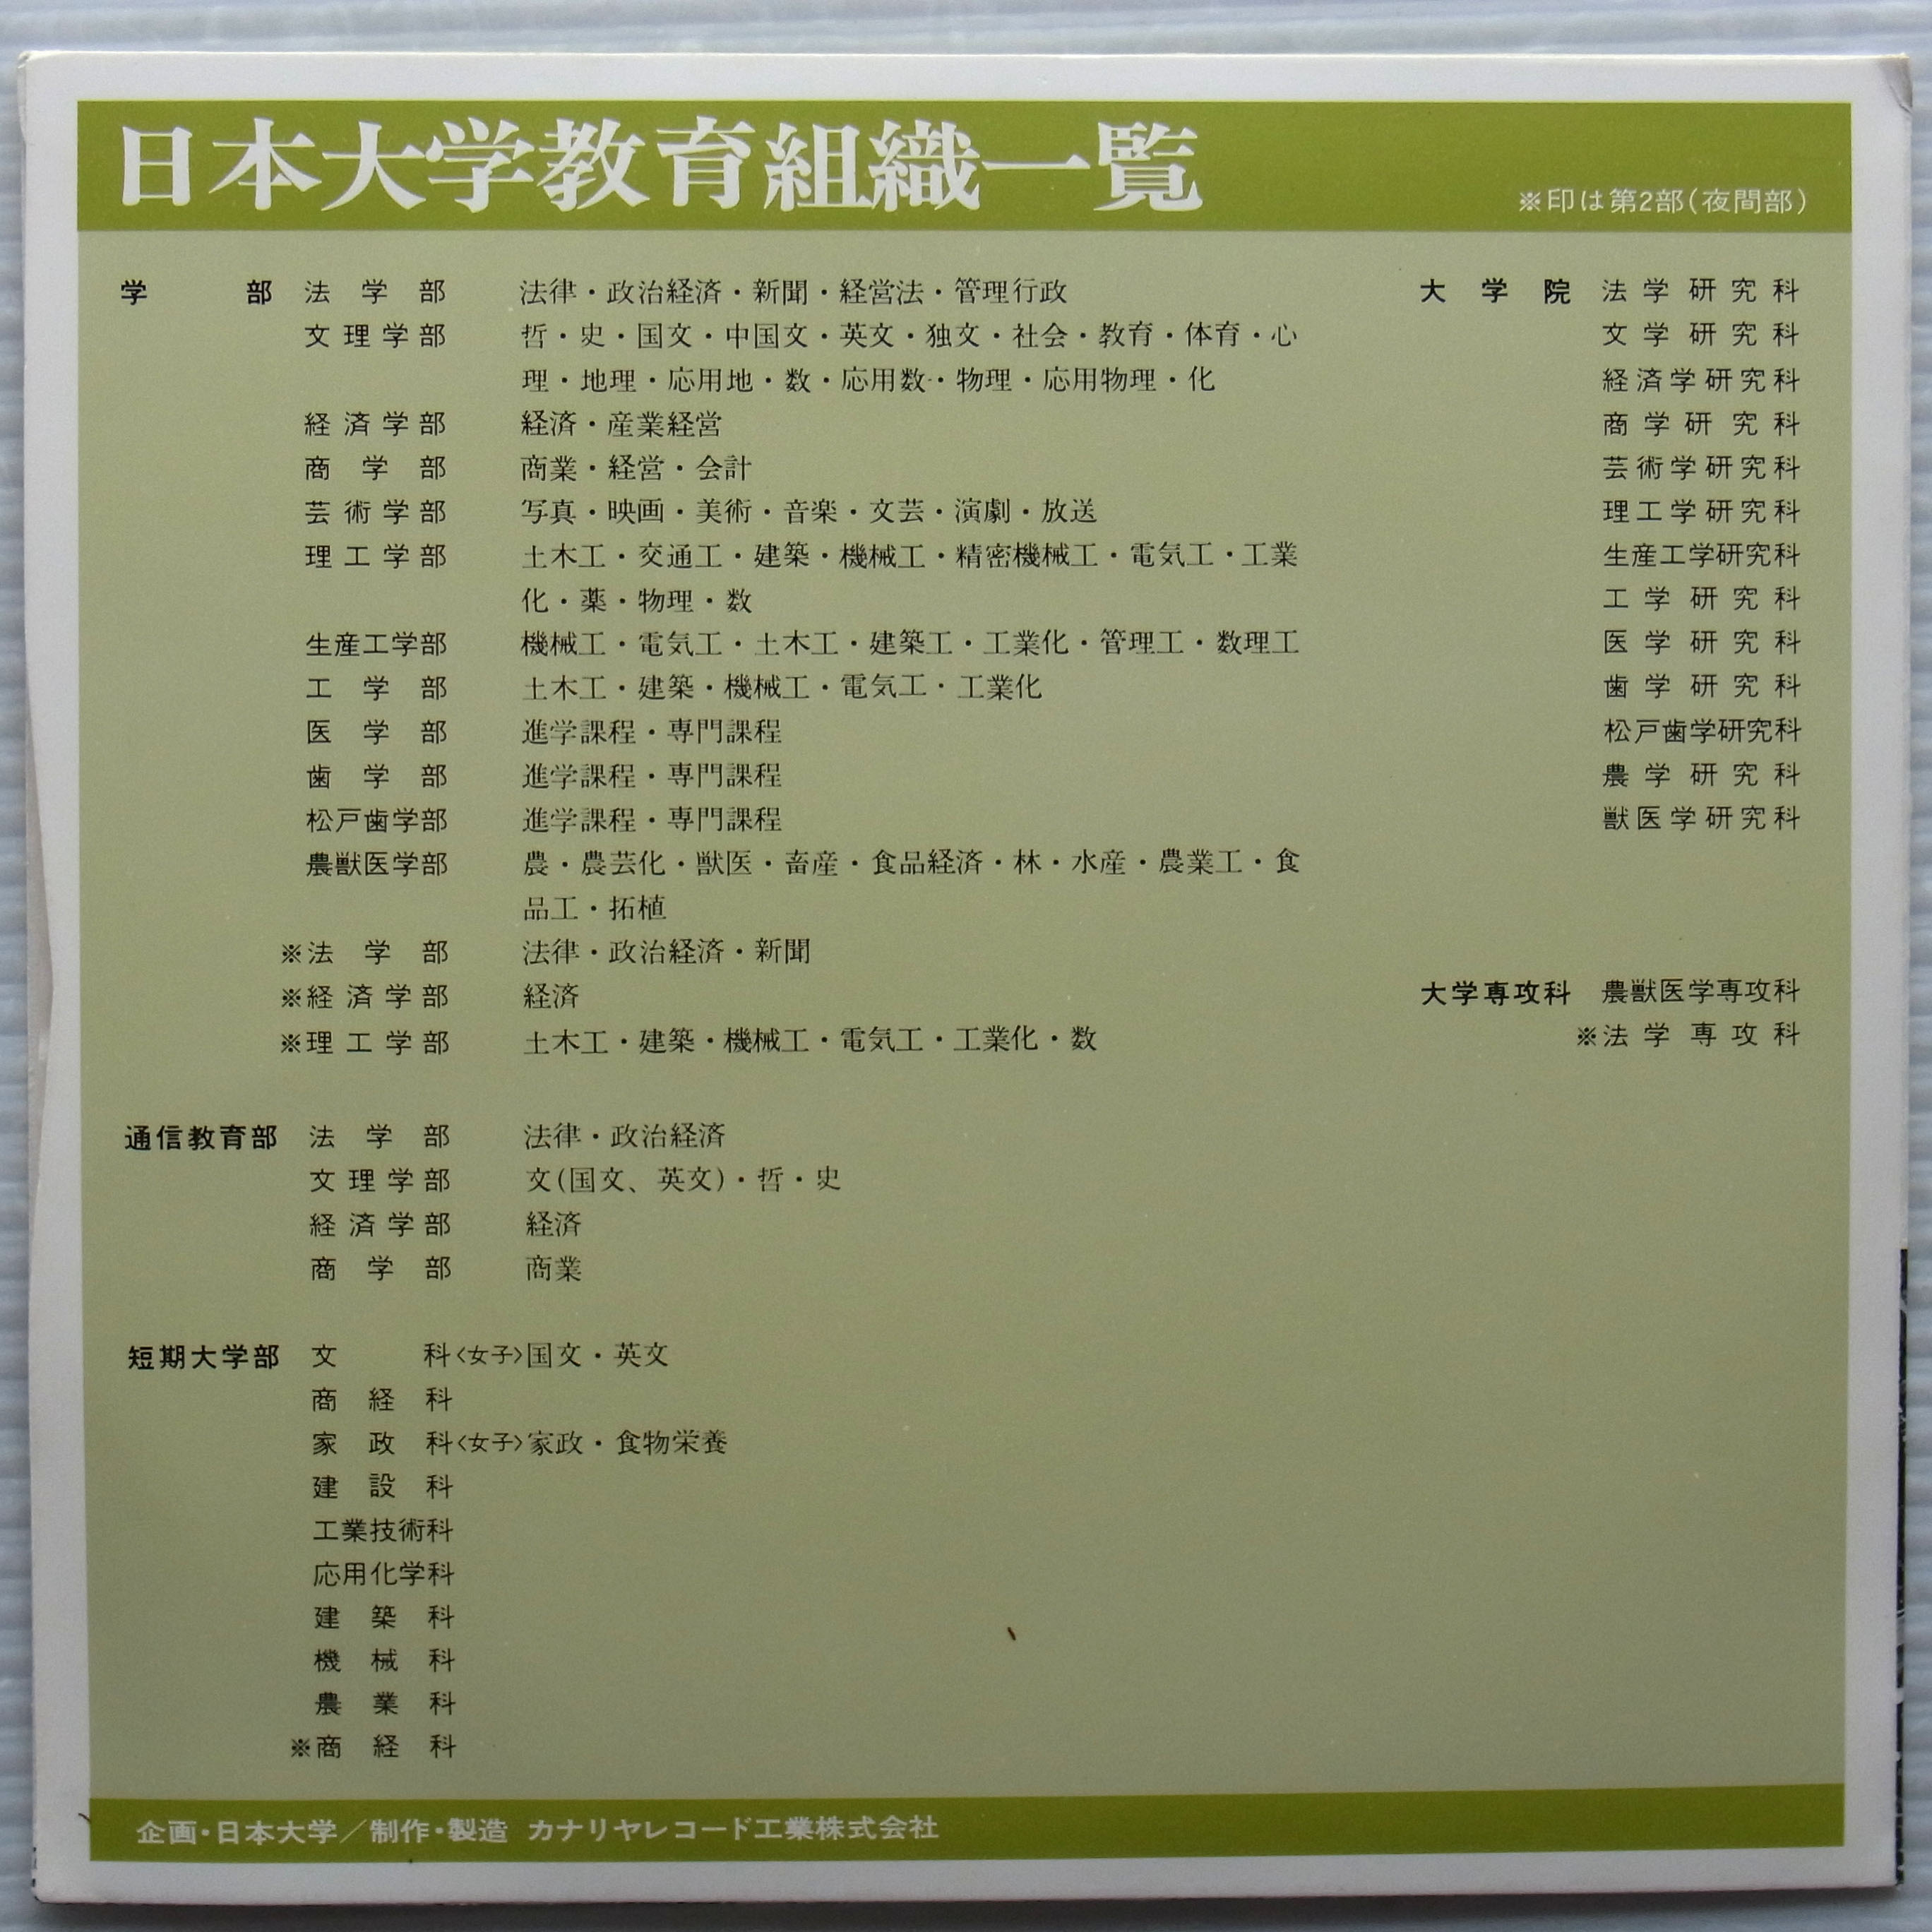 日本大学教育組織一覧
※印は第2部(夜間部)
学部 法学部 法律・政治経済・新聞・経営法・管理行政
文理学部 哲・史・国文・中国文・英文・独文・社会・教育・体育・心
理・地理・応用地・数・応用数・物理・応用物理・化
経済学部 経済・産業経営
商学部 商業・経営・会計
芸術学部 写真・映画・美術・音楽・文芸・演劇・放送
理工学部 土木工・交通工・建築・機械工・精密機械工・電気工・工業
化・薬・物理・数
生産工学部 機械工・電気工・土木工・建築工・工業化・管理工・数理工
工学部 土木工・建築・機械工・電気工・工業化
医学部 進学課程・専門課程
歯学部 進学課程・専門課程
松戸歯学部 進学課程・専門課程
農獣医学部 農・農芸化・獣医・畜産・食品経済・林・水産・農業工・食
品工・拓植
※法学部 法律・政治経済・新聞
※経済学部 経済
※理工学部 土木工・建築・機械工・電気工・工業化・数
通信教育部 法学部 法律・政治経済
文理学部 文(国文、英文)・哲・史
経済学部 経済
商学部 商業
短期大学部 文科〈女子〉国文・英文
商経科
家政科〈女子〉家政・食物栄養
建設科
工業技術科
応用化学科
建築科
機械科
農業科
※商経科
大学院 法学研究科
文学研究科
経済学研究科
商学研究科
芸術学研究科
理工学研究科
生産工学研究科
工学研究科
医学研究科
歯学研究科
松戸歯学研究科
農学研究科
獣医学研究科
大学専攻科 農獣医学専攻科
※法学専攻科
企画・日本大学／制作・製造 カナリヤレコード工業株式会社